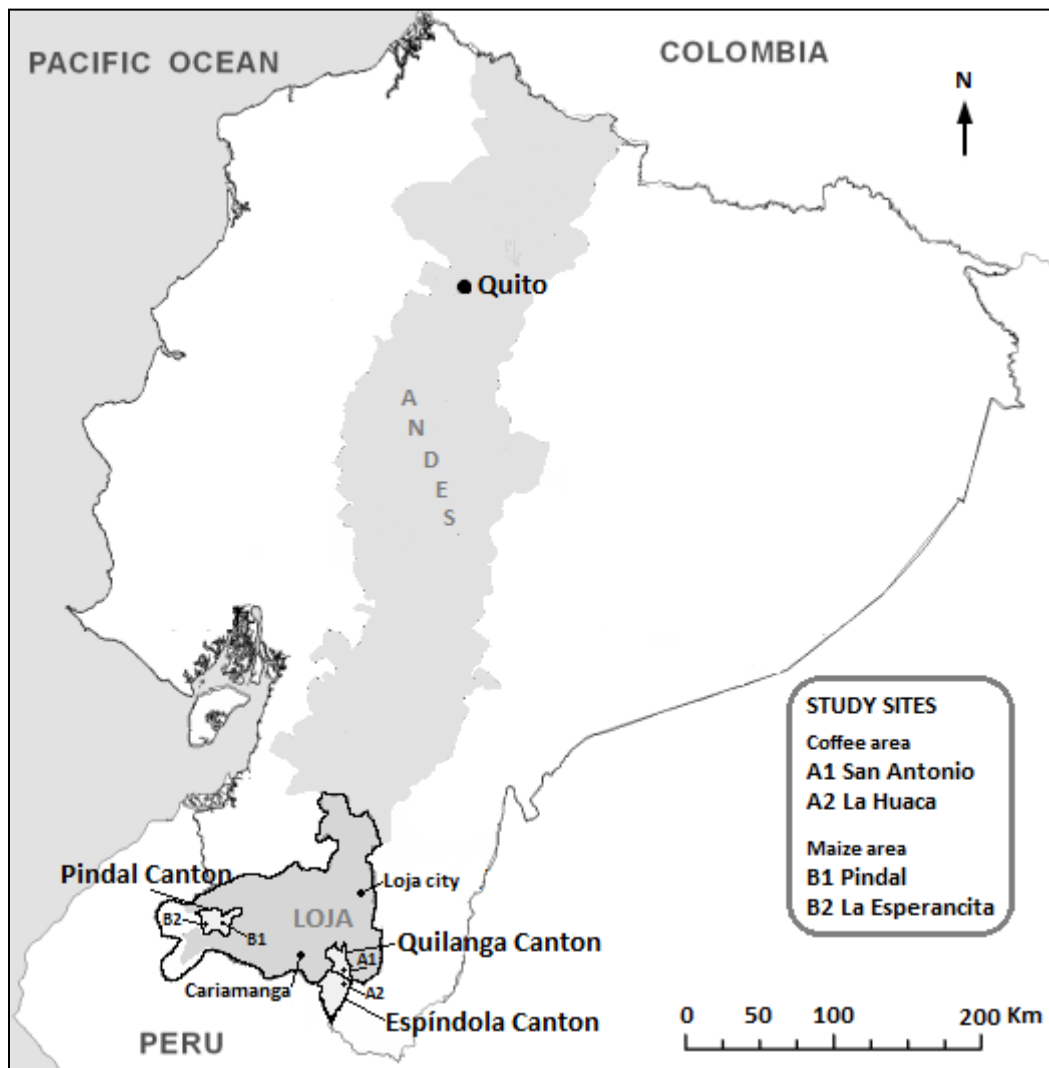 PACIFIC OCEAN
COLOMBIA
N
Quito
A
N
D
E
S
STUDY SITES
Coffee area
A1 San Antonio
A2 La Huaca
Maize area
B1 Pindal
B2 La Esperancita
Pindal Canton
Loja city
B2
B1
LOJA
Quilanga Canton
A1
Cariamanga
A2
Espíndola Canton
PERU
0 50 100 200 Km